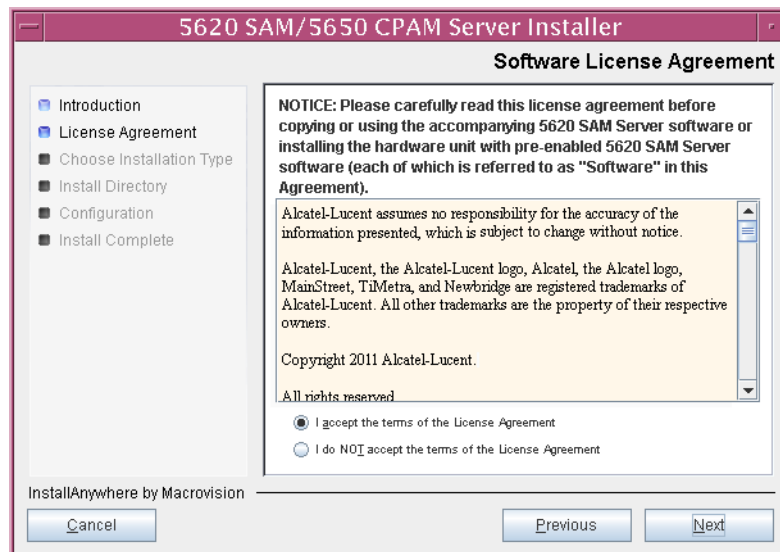 5620 SAM/5650 CPAM Server Installer
Software License Agreement
Introduction
License Agreement
Choose Installation Type
Install Directory
Configuration
Install Complete
NOTICE: Please carefully read this license agreement before
copying or using the accompanying 5620 SAM Server software or
installing the hardware unit with pre-enabled 5620 SAM Server
software (each of which is referred to as "Software" in this
Agreement).
Alcatel-Lucent assumes no responsibility for the accuracy of the
information presented, which is subject to change without notice.
Alcatel-Lucent, the Alcatel-Lucent logo, Alcatel, the Alcatel logo,
MainStreet, TiMetra, and Newbridge are registered trademarks of
Alcatel-Lucent. All other trademarks are the property of their respective
owners.
Copyright 2011 Alcatel-Lucent.
All rights reserved
I accept the terms of the License Agreement
I do NOT accept the terms of the License Agreement
InstallAnywhere by Macrovision
Cancel
Previous
Next